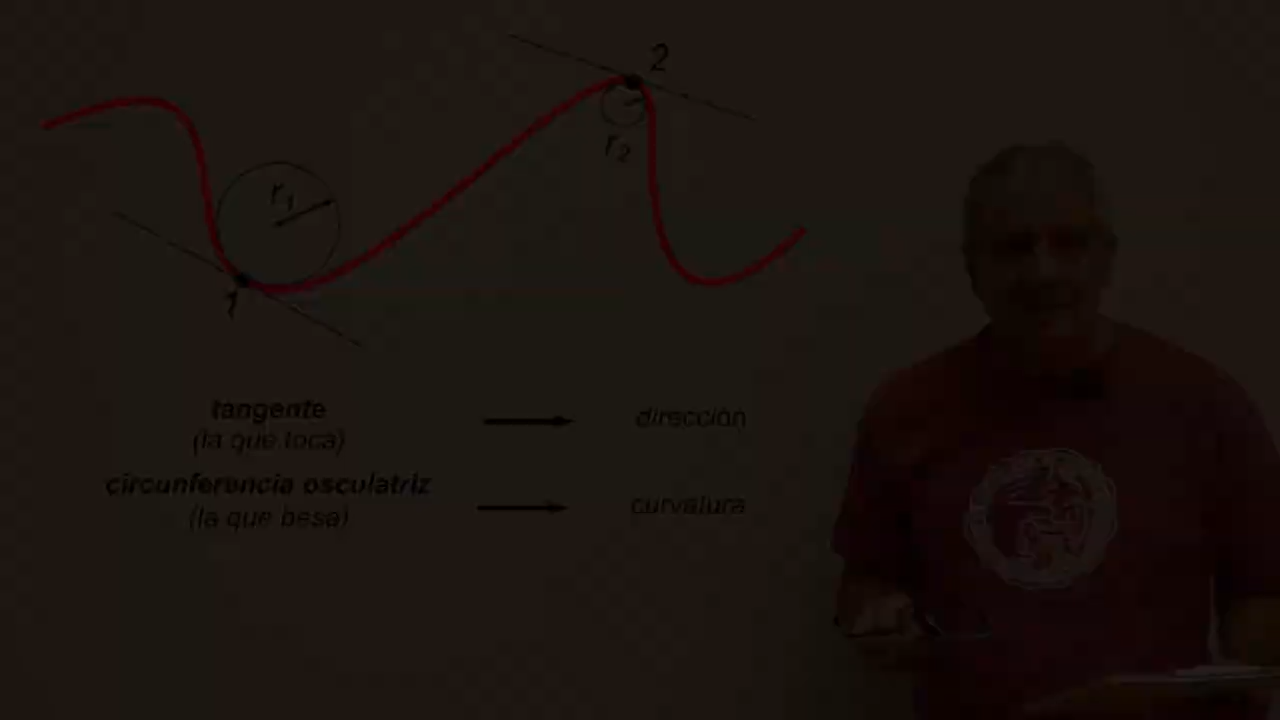 2
r2
r1
1
tangente
(la que toca)
dirección
circunferencia osculatriz
(la que besa)
curvatura